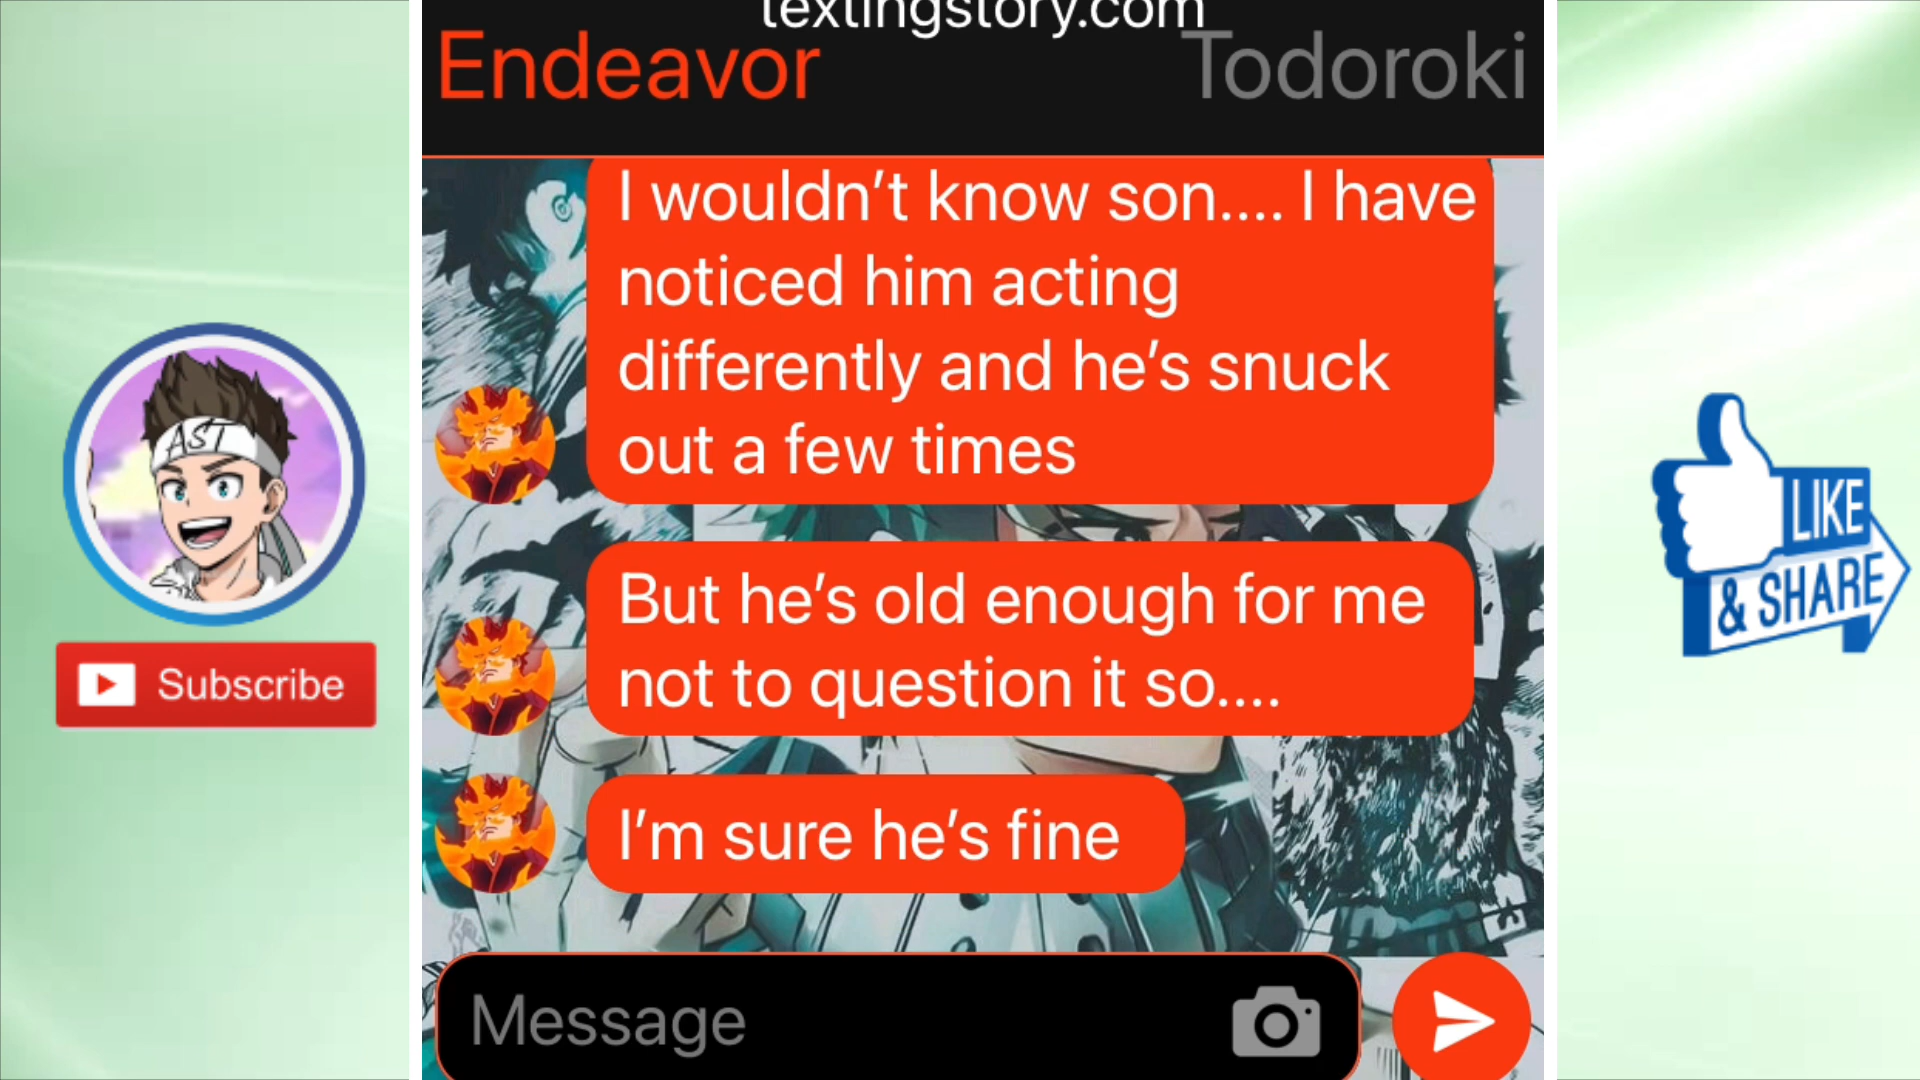 textingstory.com
Endeavor
Todoroki
I wouldn't know son.... I have
noticed him acting
differently and he's snuck
out a few times
But he's old enough for me
not to question it so....
I'm sure he's fine
Message
AST
Subscribe
LIKE
& SHARE